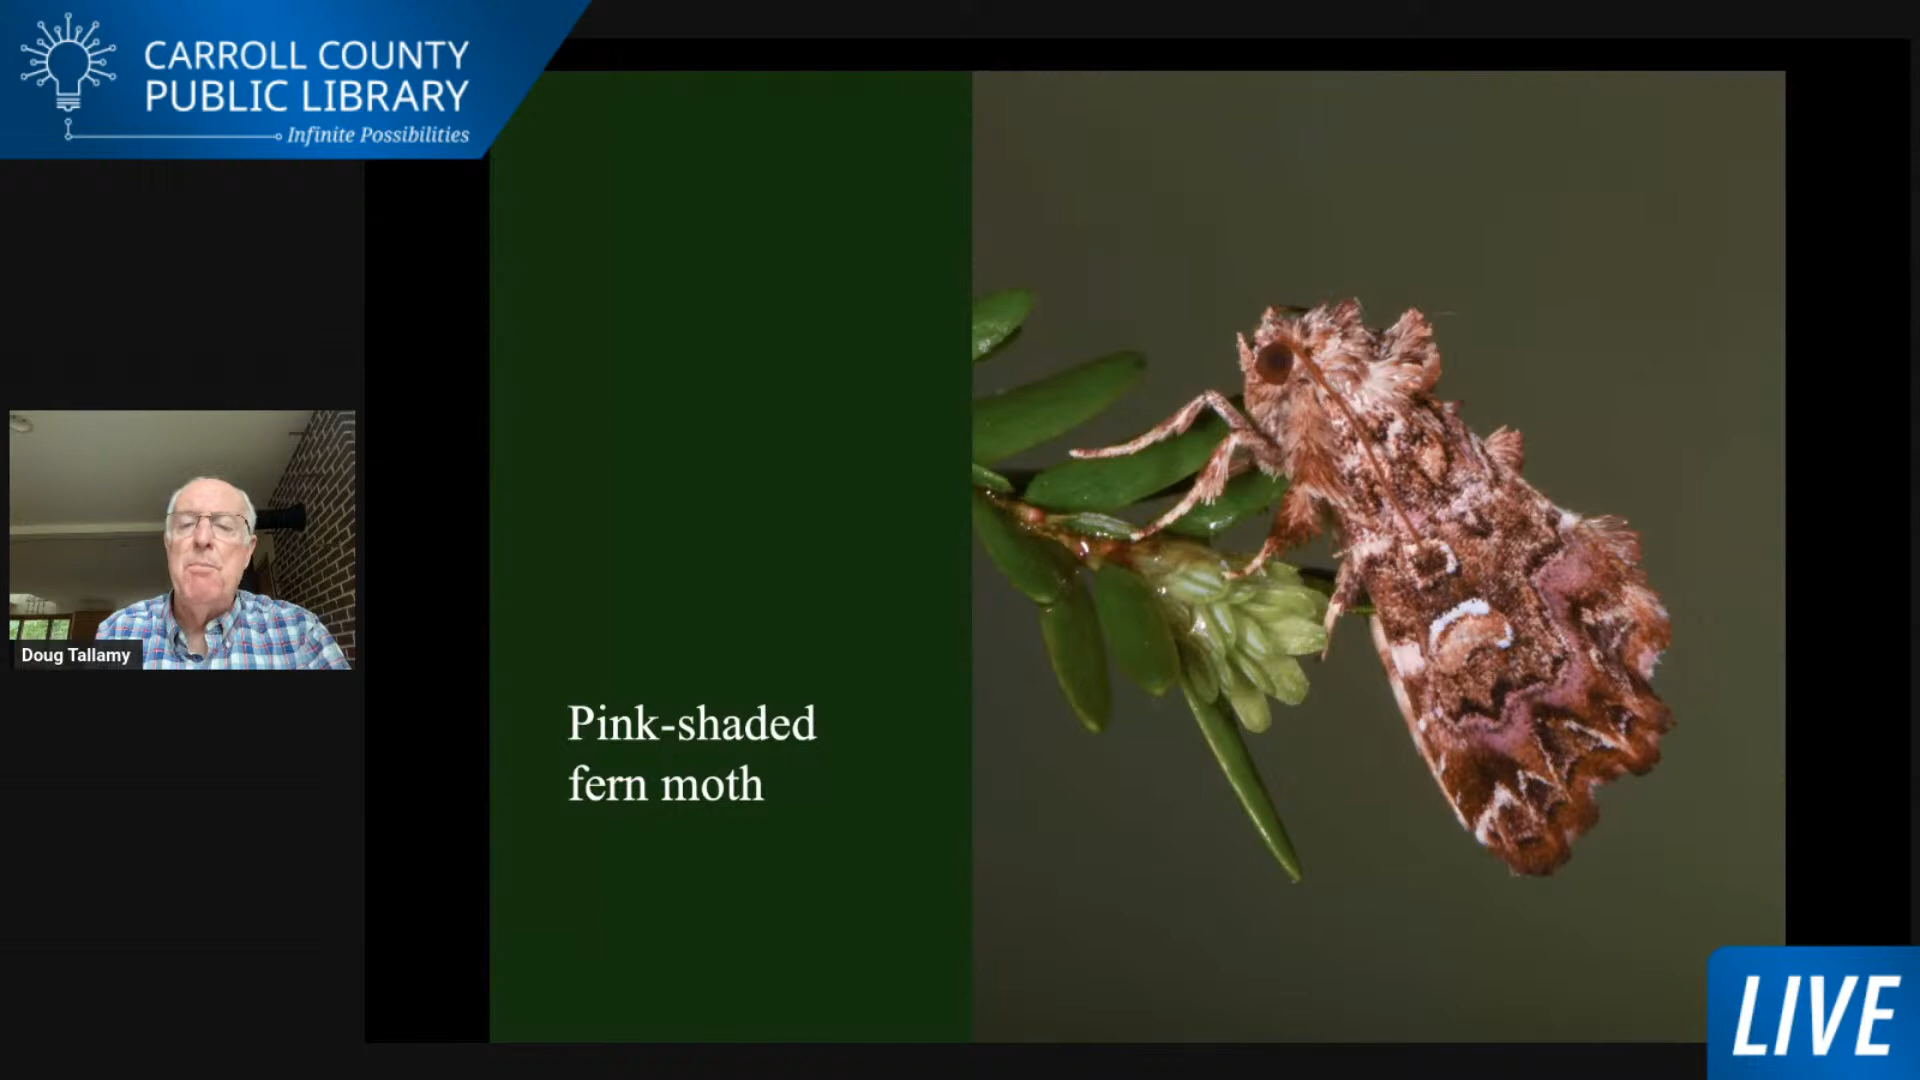 CARROLL COUNTY
PUBLIC LIBRARY
Infinite Possibilities
Doug Tallamy
Pink-shaded
fern moth
LIVE